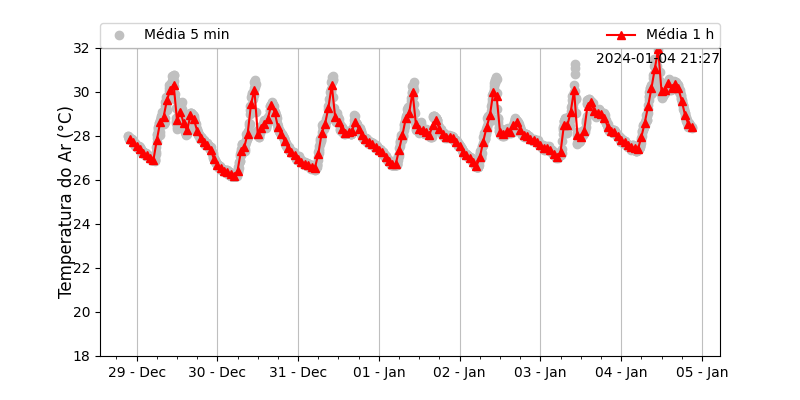 Média 5 min
Média 1 h
2024-01-04 21:27
Temperatura do Ar (°C)
32
30
28
26
24
22
20
18
29 - Dec
30 - Dec
31 - Dec
01 - Jan
02 - Jan
03 - Jan
04 - Jan
05 - Jan